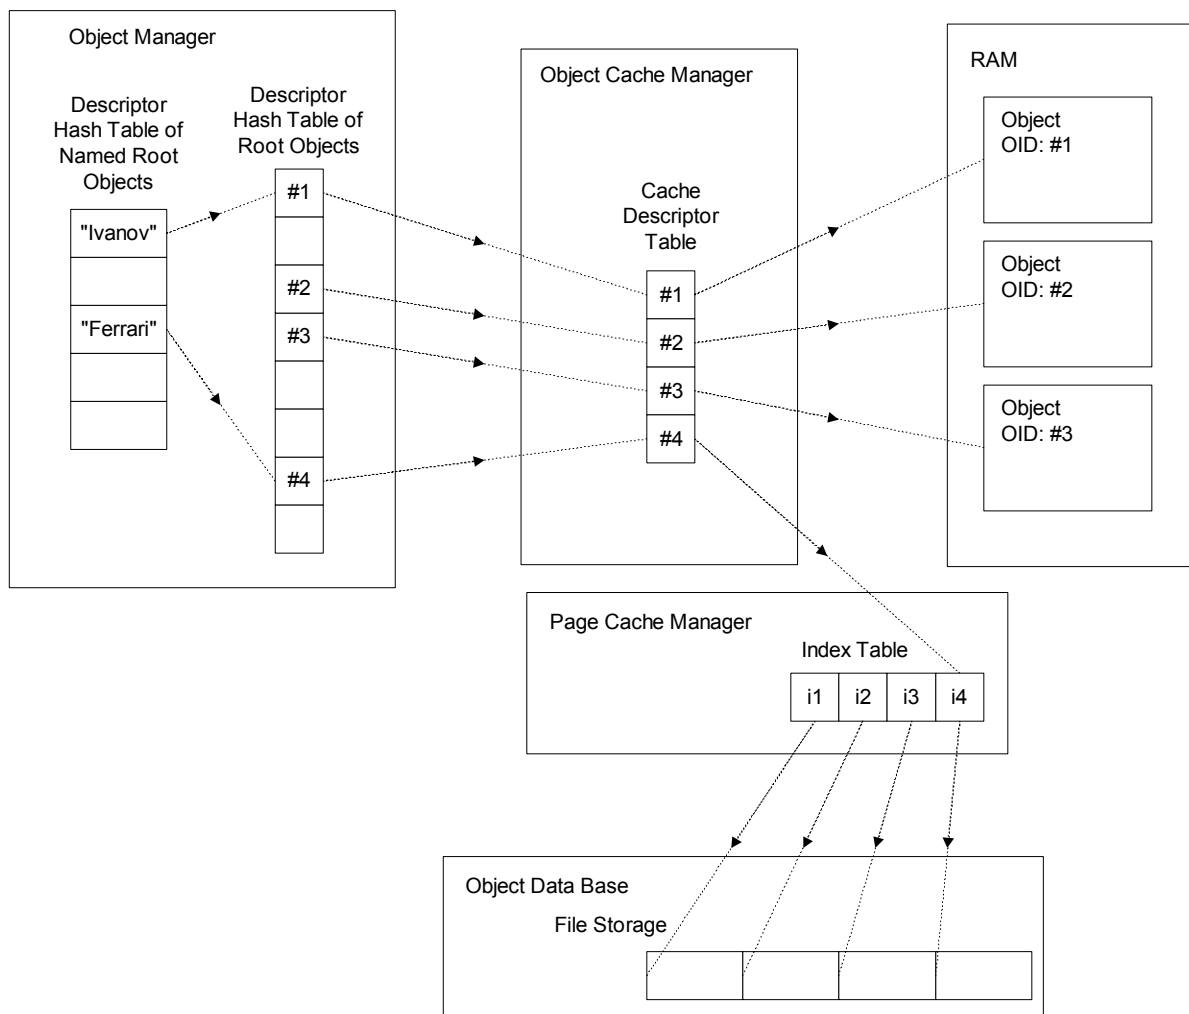 Object Manager
Descriptor
Hash Table of
Named Root
Objects
"Ivanov"
"Ferrari"
Descriptor
Hash Table of
Root Objects
#1
#2
#3
#4
Object Cache Manager
Cache
Descriptor
Table
#1
#2
#3
#4
RAM
Object
OID: #1
Object
OID: #2
Object
OID: #3
Page Cache Manager
Index Table
i1
i2
i3
i4
Object Data Base
File Storage